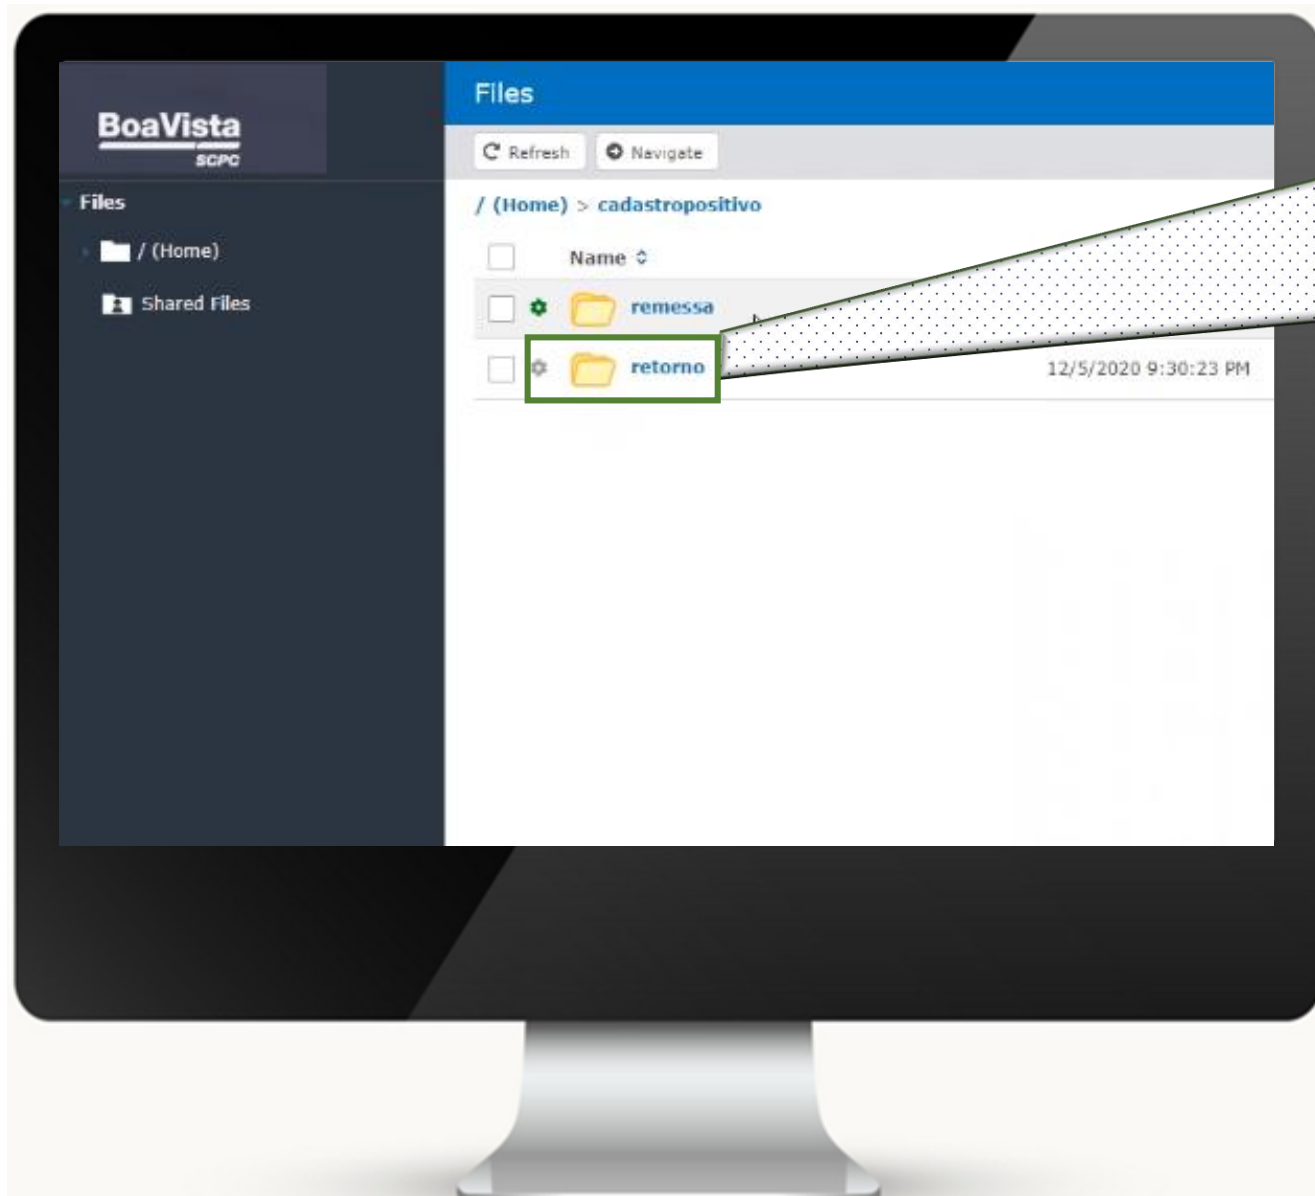 BoaVista
SCPC
Files
/ (Home)
Shared Files
Files
Refresh
Navigate
/ (Home) > cadastropositivo
Name
remessa
retorno
12/5/2020 9:30:23 PM